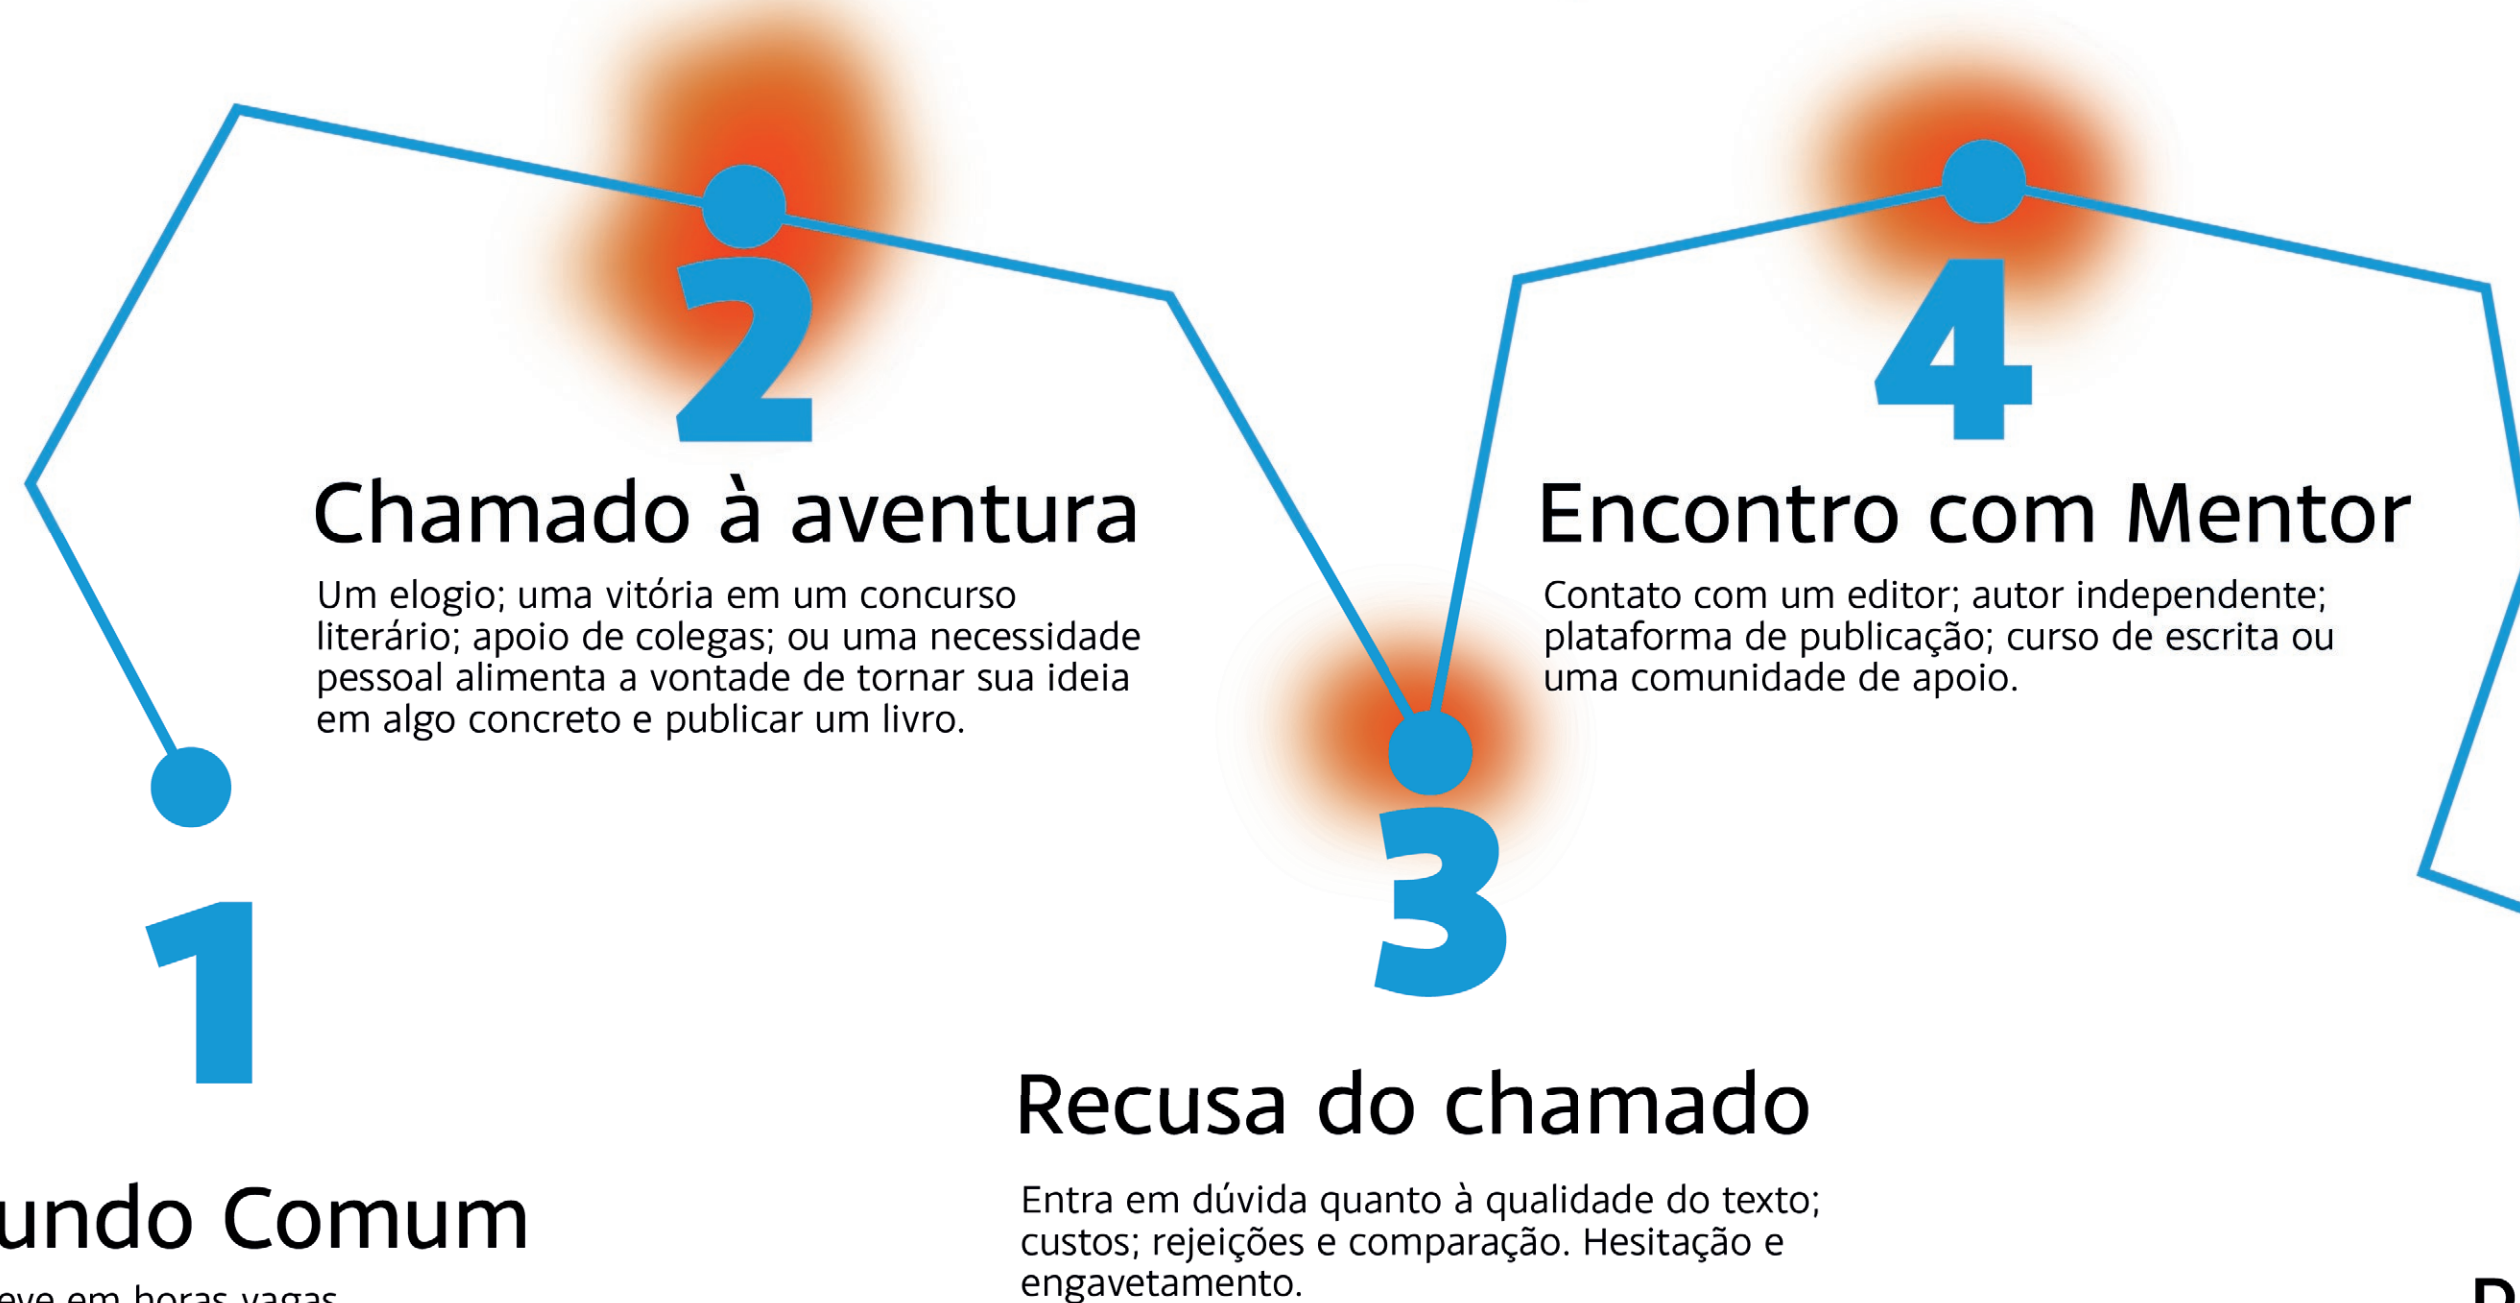 2
Chamado à aventura
Um elogio; uma vitória em um concurso
literário; apoio de colegas; ou uma necessidade
pessoal alimenta a vontade de tornar sua ideia
em algo concreto e publicar um livro.
4
Encontro com Mentor
Contato com um editor; autor independente;
plataforma de publicação; curso de escrita ou
uma comunidade de apoio.
1
undo Comum
em horas vagas
3
Recusa do chamado
Entra em dúvida quanto à qualidade do texto;
custos; rejeições e comparação. Hesitação e
engavetamento.